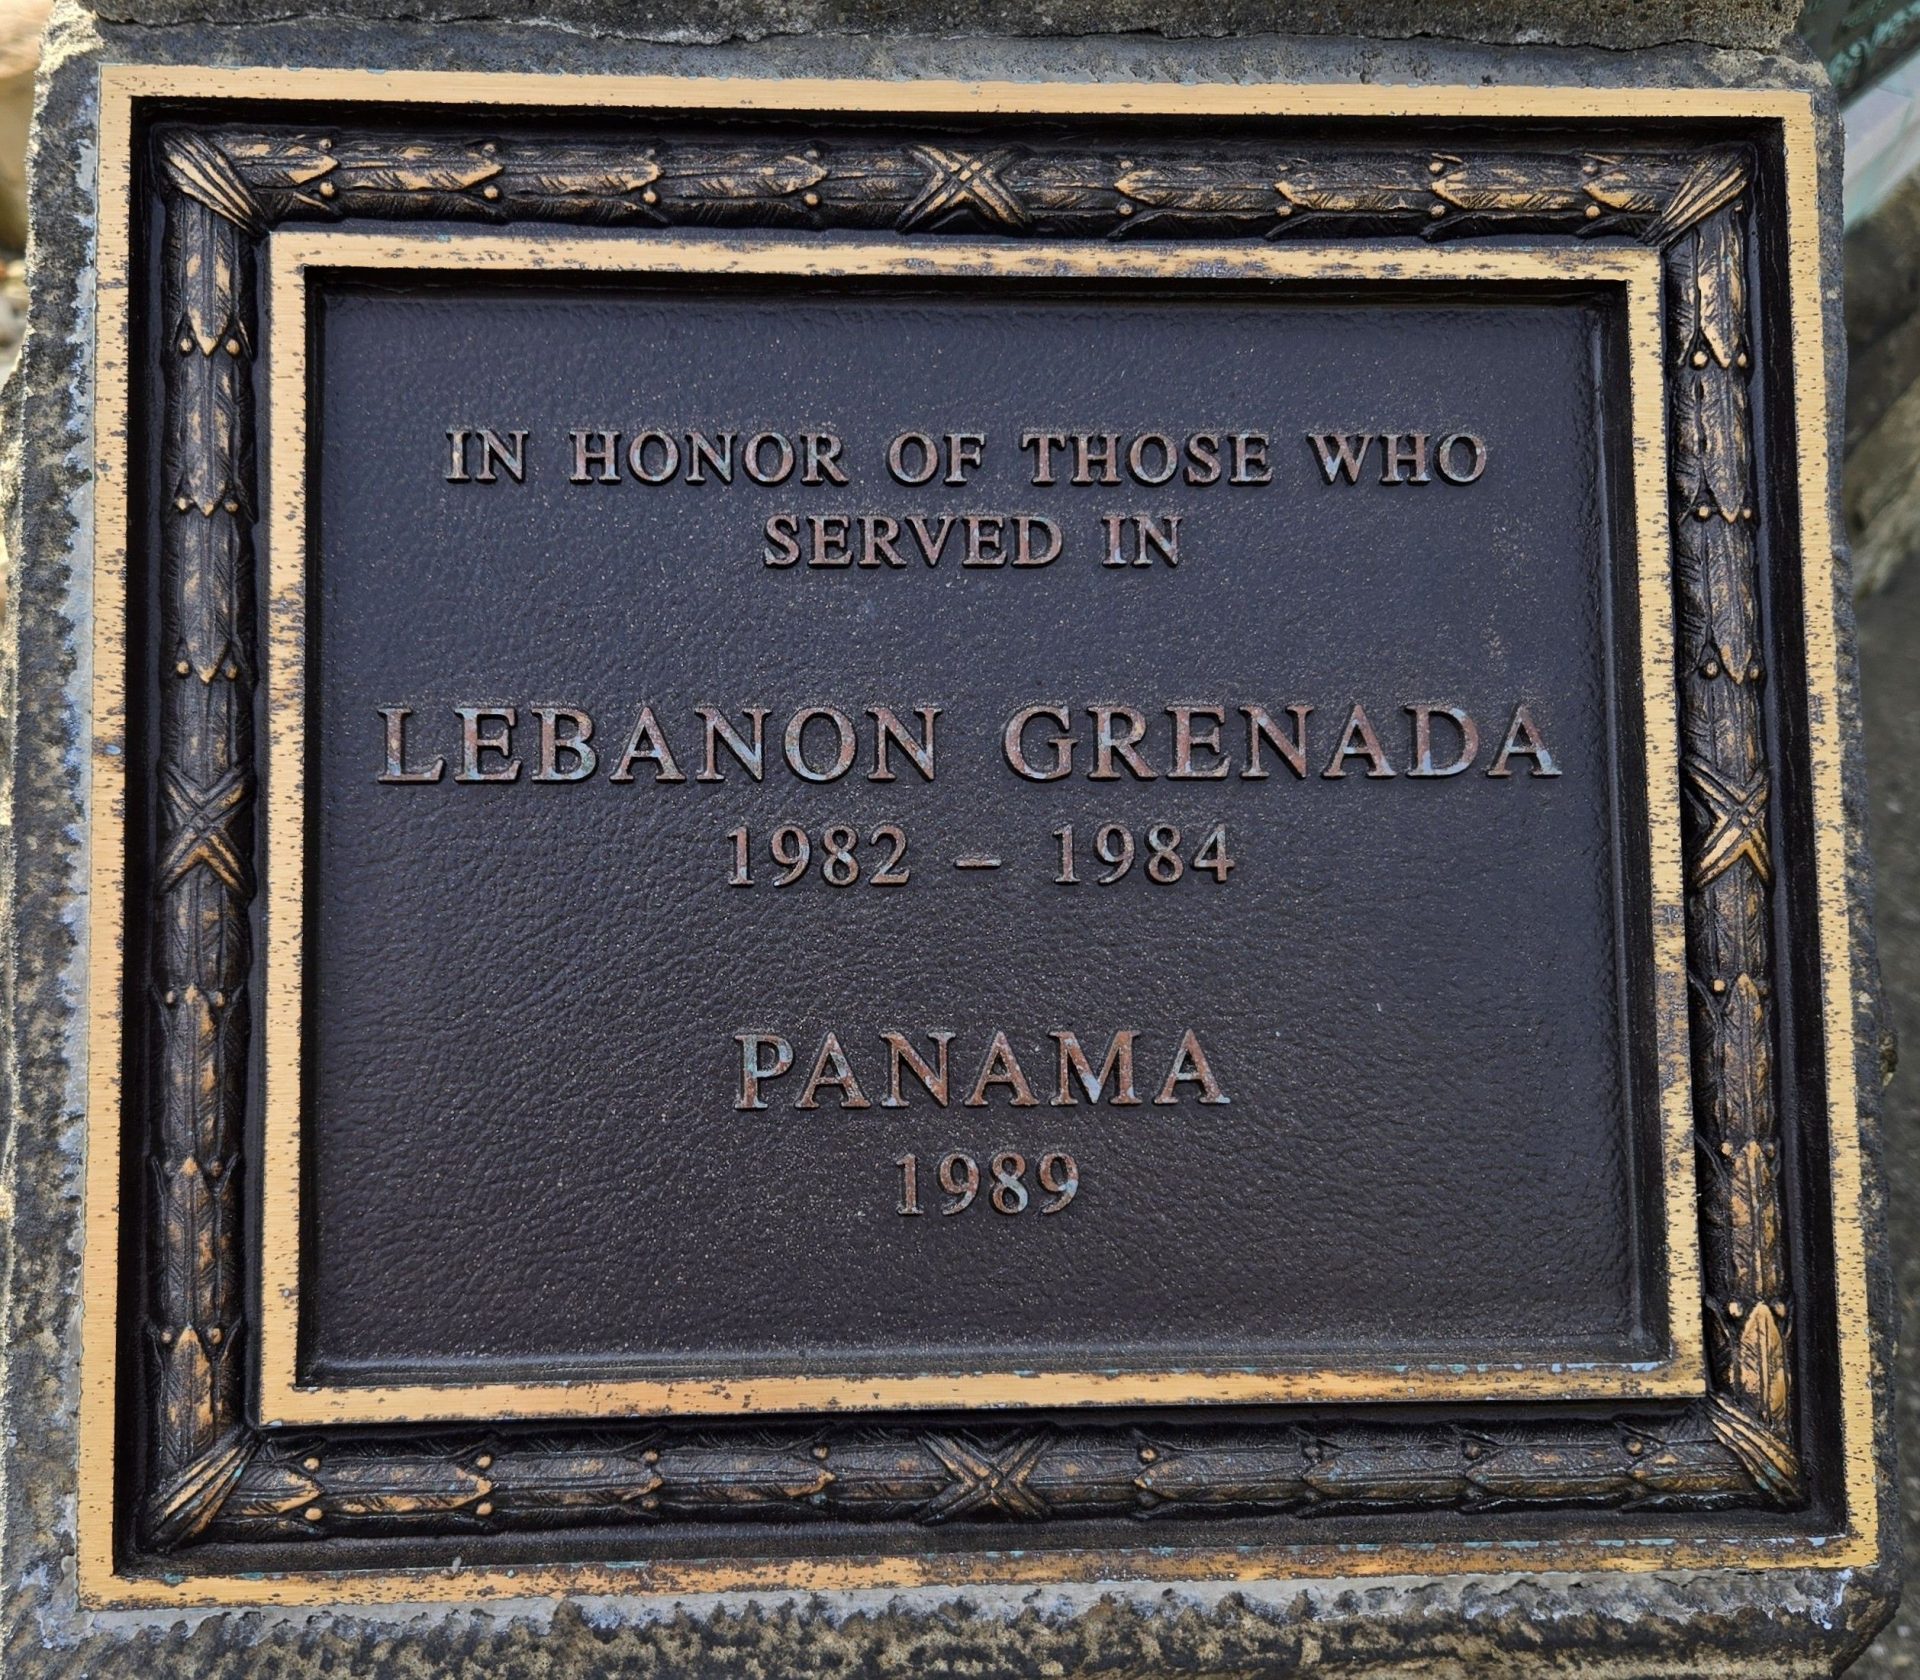 IN HONOR OF THOSE WHO
SERVED IN
LEBANON GRENADA
1982 – 1984
PANAMA
1989